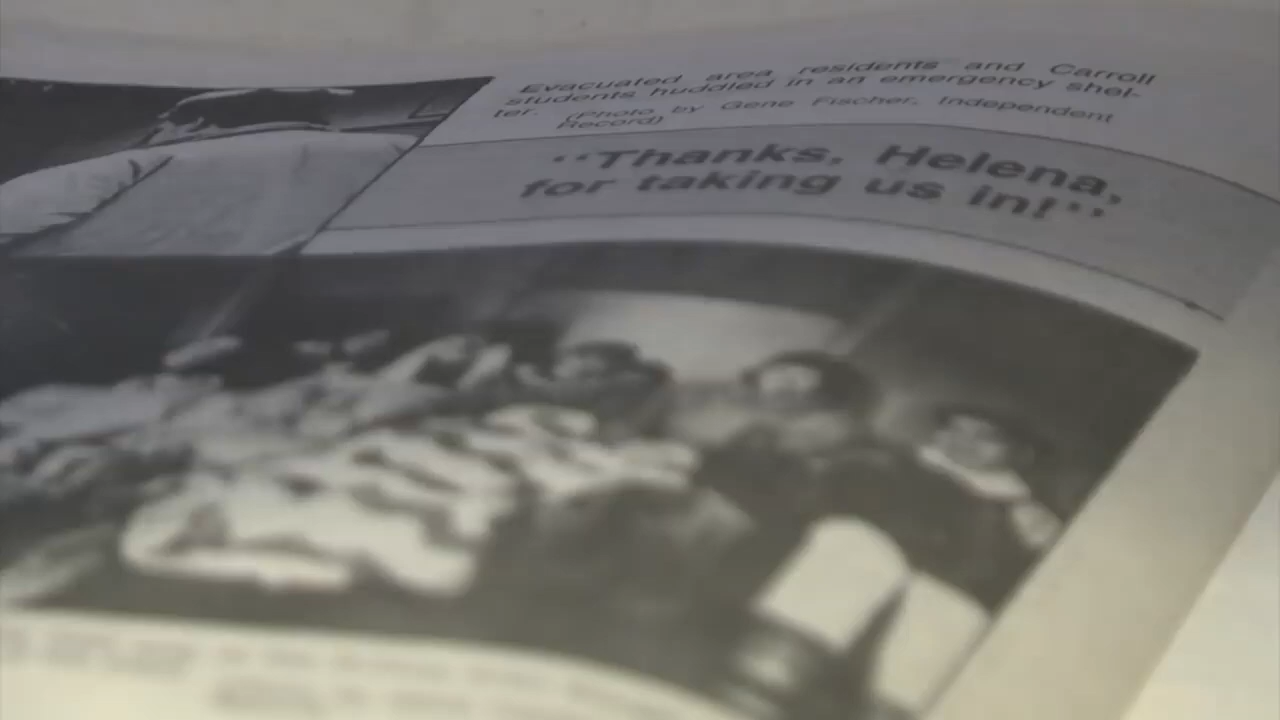 Evacuated area residents and Carroll
students huddled in an emergency shel-
ter. (Photo by Gene Fischer, Independent
Record)
“Thanks, Helena,
for taking us in!”